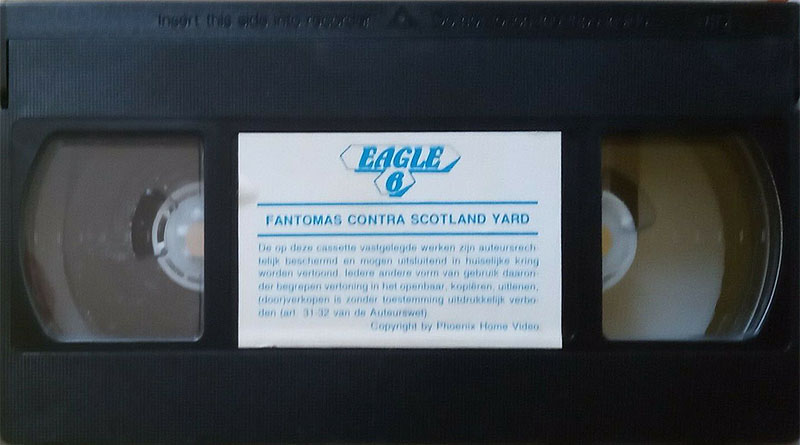 Insert this side into recorder
EAGLE
6
FANTOMAS CONTRA SCOTLAND YARD
De op deze cassette vastgelegde werken zijn auteursrech-
telijk beschermd en mogen uitsluitend in huiselijke kring
worden vertoond. Iedere andere vorm van gebruik daaron-
der begrepen vertoning in het openbaar, kopiëren, uitlenen,
(door)verkopen is zonder toestemming uitdrukkelijk verbo-
den (art. 31-32 van de Auteurswet)
Copyright by Phoenix Home Video